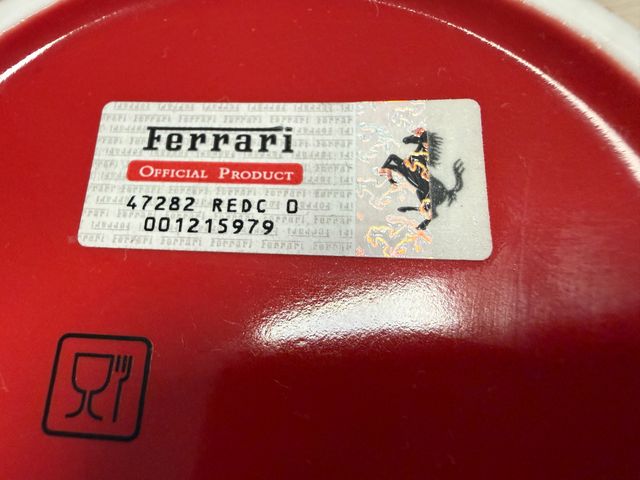 Ferrari
OFFICIAL PRODUCT
47282 REDC 0
001215979